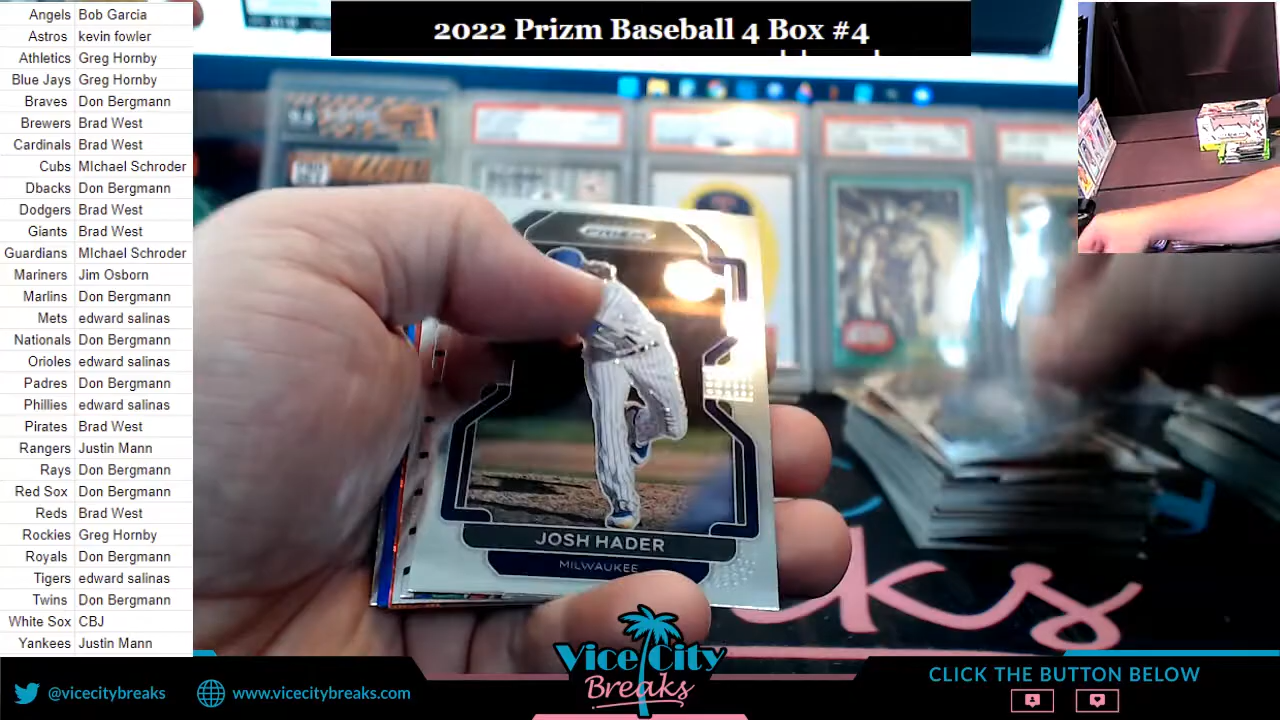 2022 Prizm Baseball 4 Box #4
Angels Bob Garcia
Astros kevin fowler
Athletics Greg Hornby
Blue Jays Greg Hornby
Braves Don Bergmann
Brewers Brad West
Cardinals Brad West
Cubs MIchael Schroder
Dbacks Don Bergmann
Dodgers Brad West
Giants Brad West
Guardians MIchael Schroder
Mariners Jim Osborn
Marlins Don Bergmann
Mets edward salinas
Nationals Don Bergmann
Orioles edward salinas
Padres Don Bergmann
Phillies edward salinas
Pirates Brad West
Rangers Justin Mann
Rays Don Bergmann
Red Sox Don Bergmann
Reds Brad West
Rockies Greg Hornby
Royals Don Bergmann
Tigers edward salinas
Twins Don Bergmann
White Sox CBJ
Yankees Justin Mann
PRIZM
JOSH HADER
MILWAUKEE
@vicecitybreaks
www.vicecitybreaks.com
Vice City
Breaks
CLICK THE BUTTON BELOW